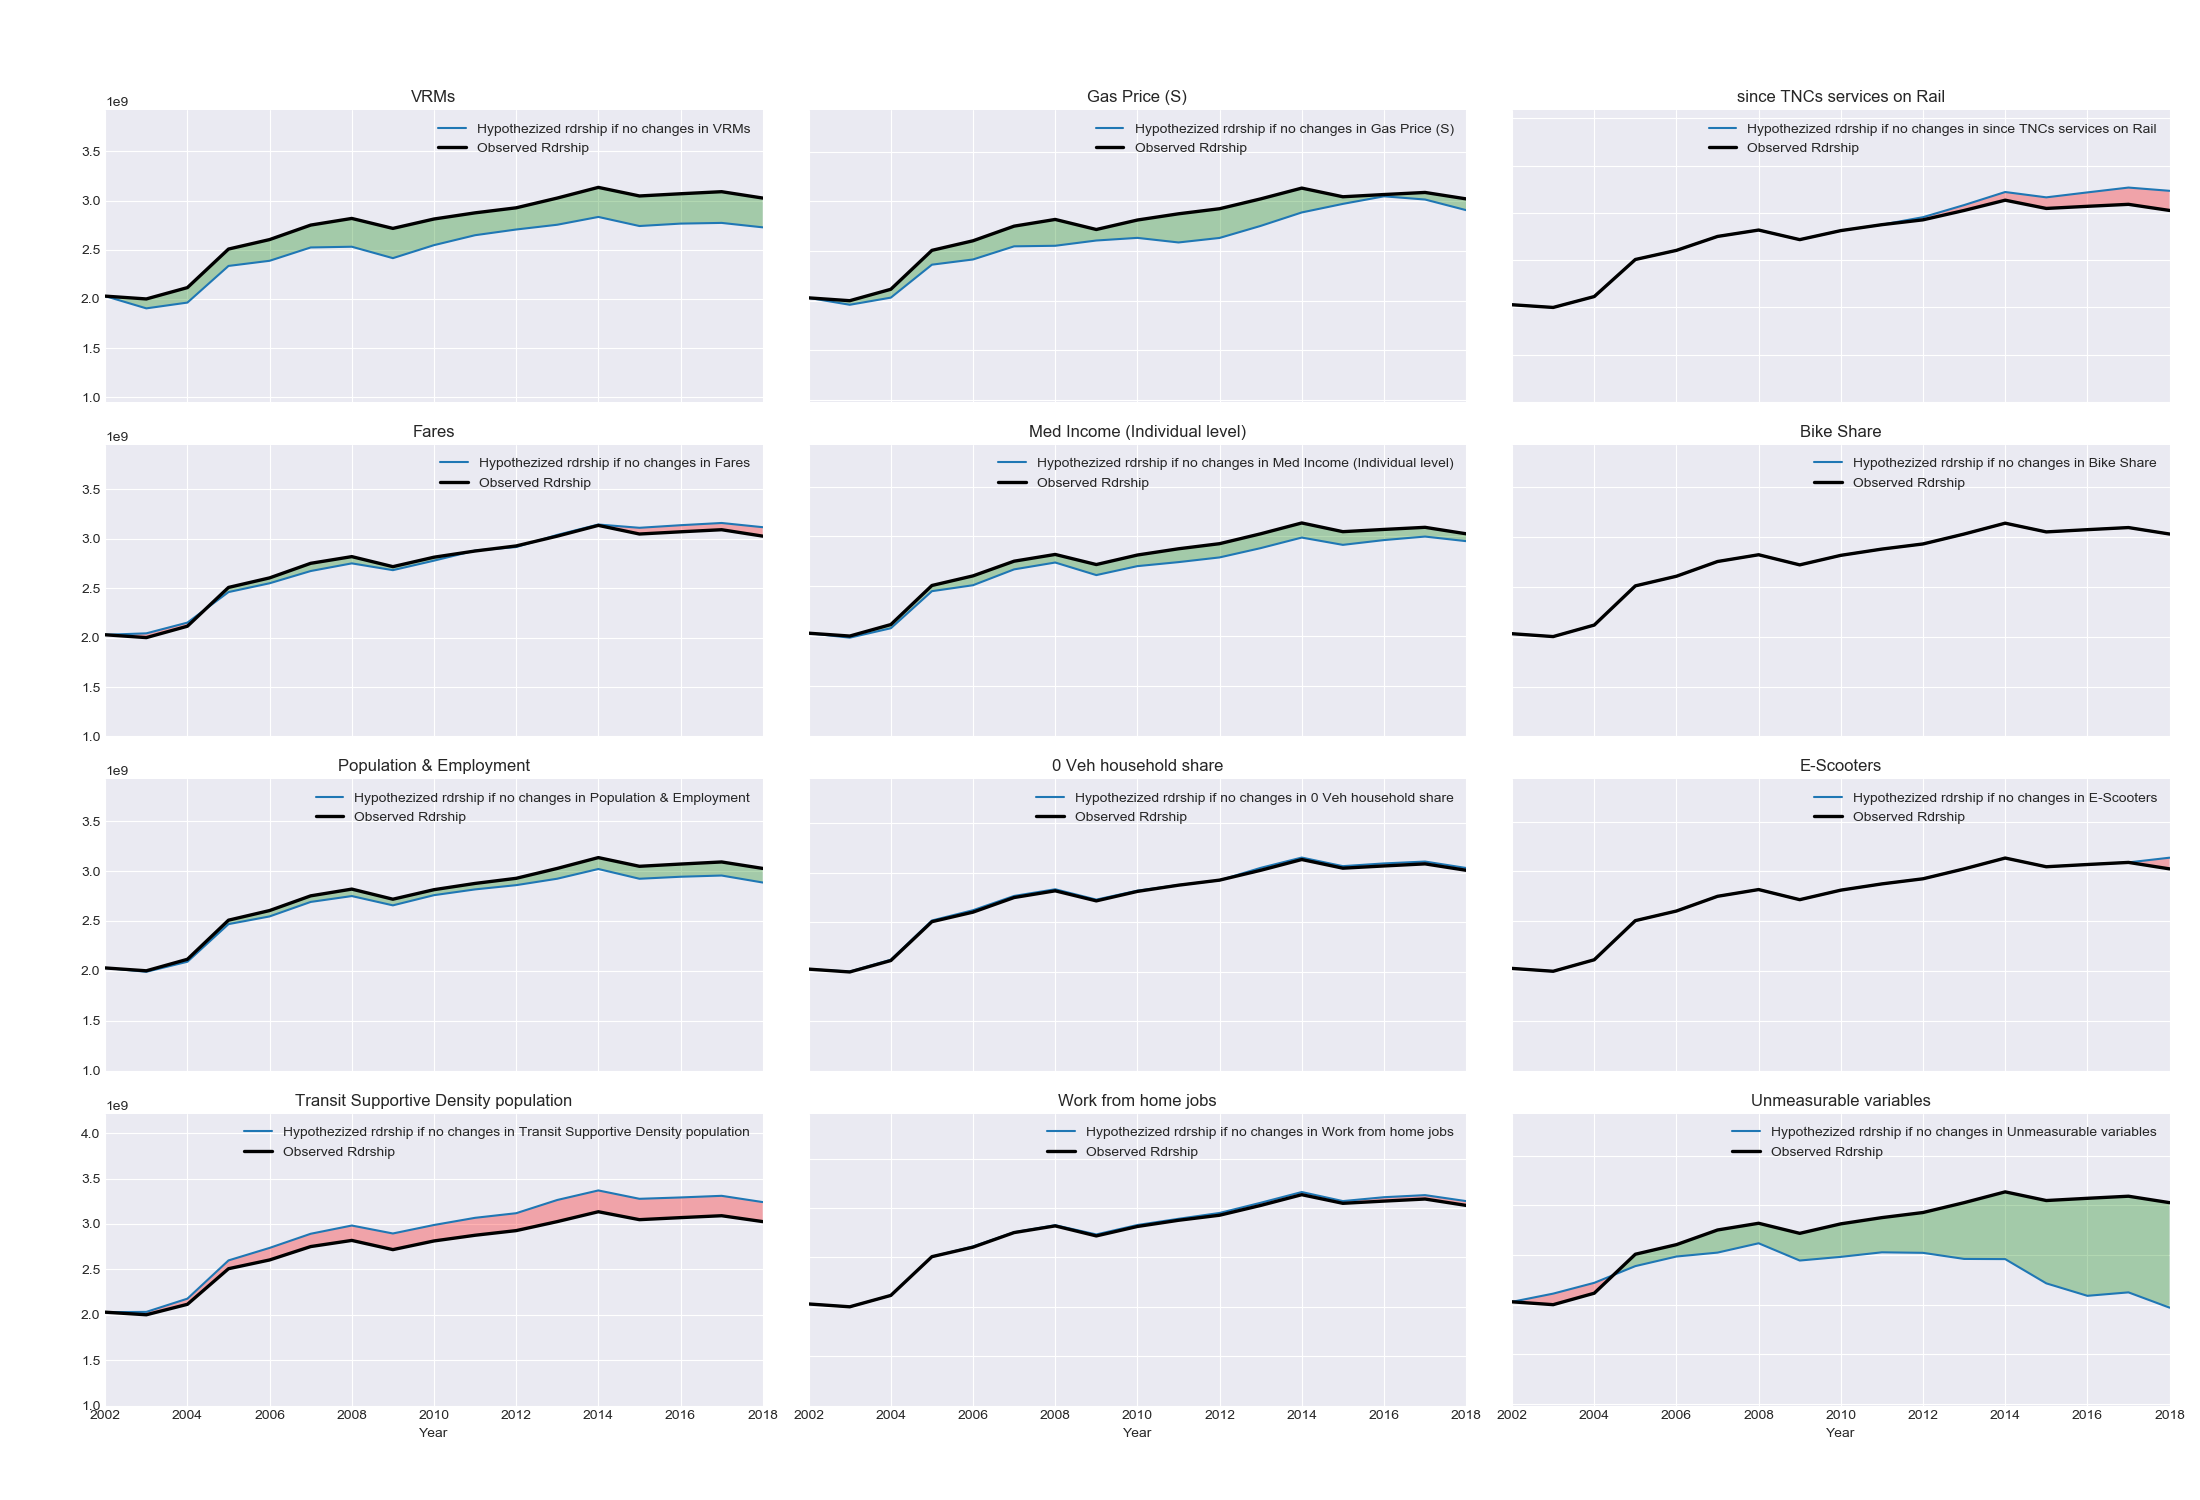 VRMs
1e9
Hypothezized rdrship if no changes in VRMs
Observed Rdrship
3.5
3.0
2.5
2.0
1.5
1.0
Gas Price (S)
Hypothezized rdrship if no changes in Gas Price (S)
Observed Rdrship
since TNCs services on Rail
Hypothezized rdrship if no changes in since TNCs services on Rail
Observed Rdrship
Fares
1e9
Hypothezized rdrship if no changes in Fares
Observed Rdrship
3.5
3.0
2.5
2.0
1.5
1.0
Med Income (Individual level)
Hypothezized rdrship if no changes in Med Income (Individual level)
Observed Rdrship
Bike Share
Hypothezized rdrship if no changes in Bike Share
Observed Rdrship
Population & Employment
1e9
Hypothezized rdrship if no changes in Population & Employment
Observed Rdrship
3.5
3.0
2.5
2.0
1.5
1.0
0 Veh household share
Hypothezized rdrship if no changes in 0 Veh household share
Observed Rdrship
E-Scooters
Hypothezized rdrship if no changes in E-Scooters
Observed Rdrship
Transit Supportive Density population
1e9
Hypothezized rdrship if no changes in Transit Supportive Density population
Observed Rdrship
4.0
3.5
3.0
2.5
2.0
1.5
1.0
2002 2004 2006 2008 2010 2012 2014 2016 2018
Year
Work from home jobs
Hypothezized rdrship if no changes in Work from home jobs
Observed Rdrship
2002 2004 2006 2008 2010 2012 2014 2016 2018
Year
Unmeasurable variables
Hypothezized rdrship if no changes in Unmeasurable variables
Observed Rdrship
2002 2004 2006 2008 2010 2012 2014 2016 2018
Year